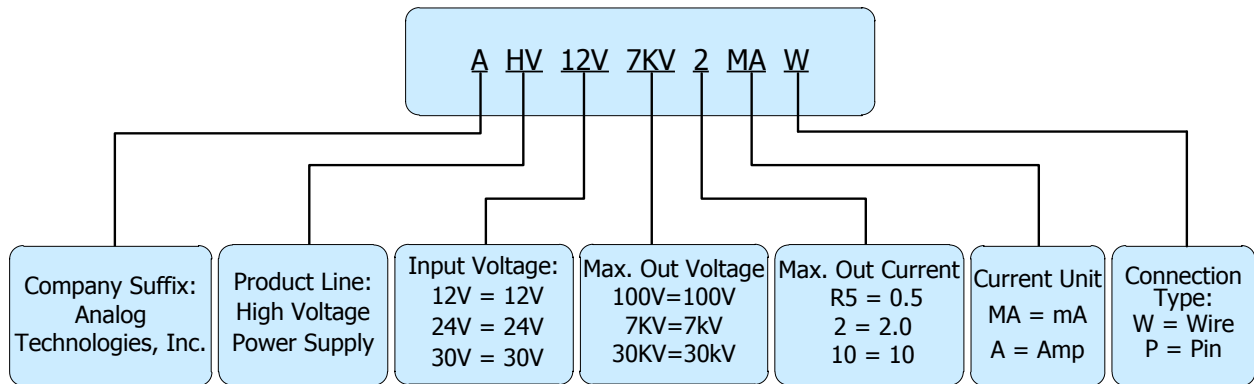 A HV 12V 7KV 2 MA W
Company Suffix:
Analog
Technologies, Inc.
Product Line:
High Voltage
Power Supply
Input Voltage:
12V = 12V
24V = 24V
30V = 30V
Max. Out Voltage
100V=100V
7KV=7kV
30KV=30kV
Max. Out Current
R5 = 0.5
2 = 2.0
10 = 10
Current Unit
MA = mA
A = Amp
Connection
Type:
W = Wire
P = Pin